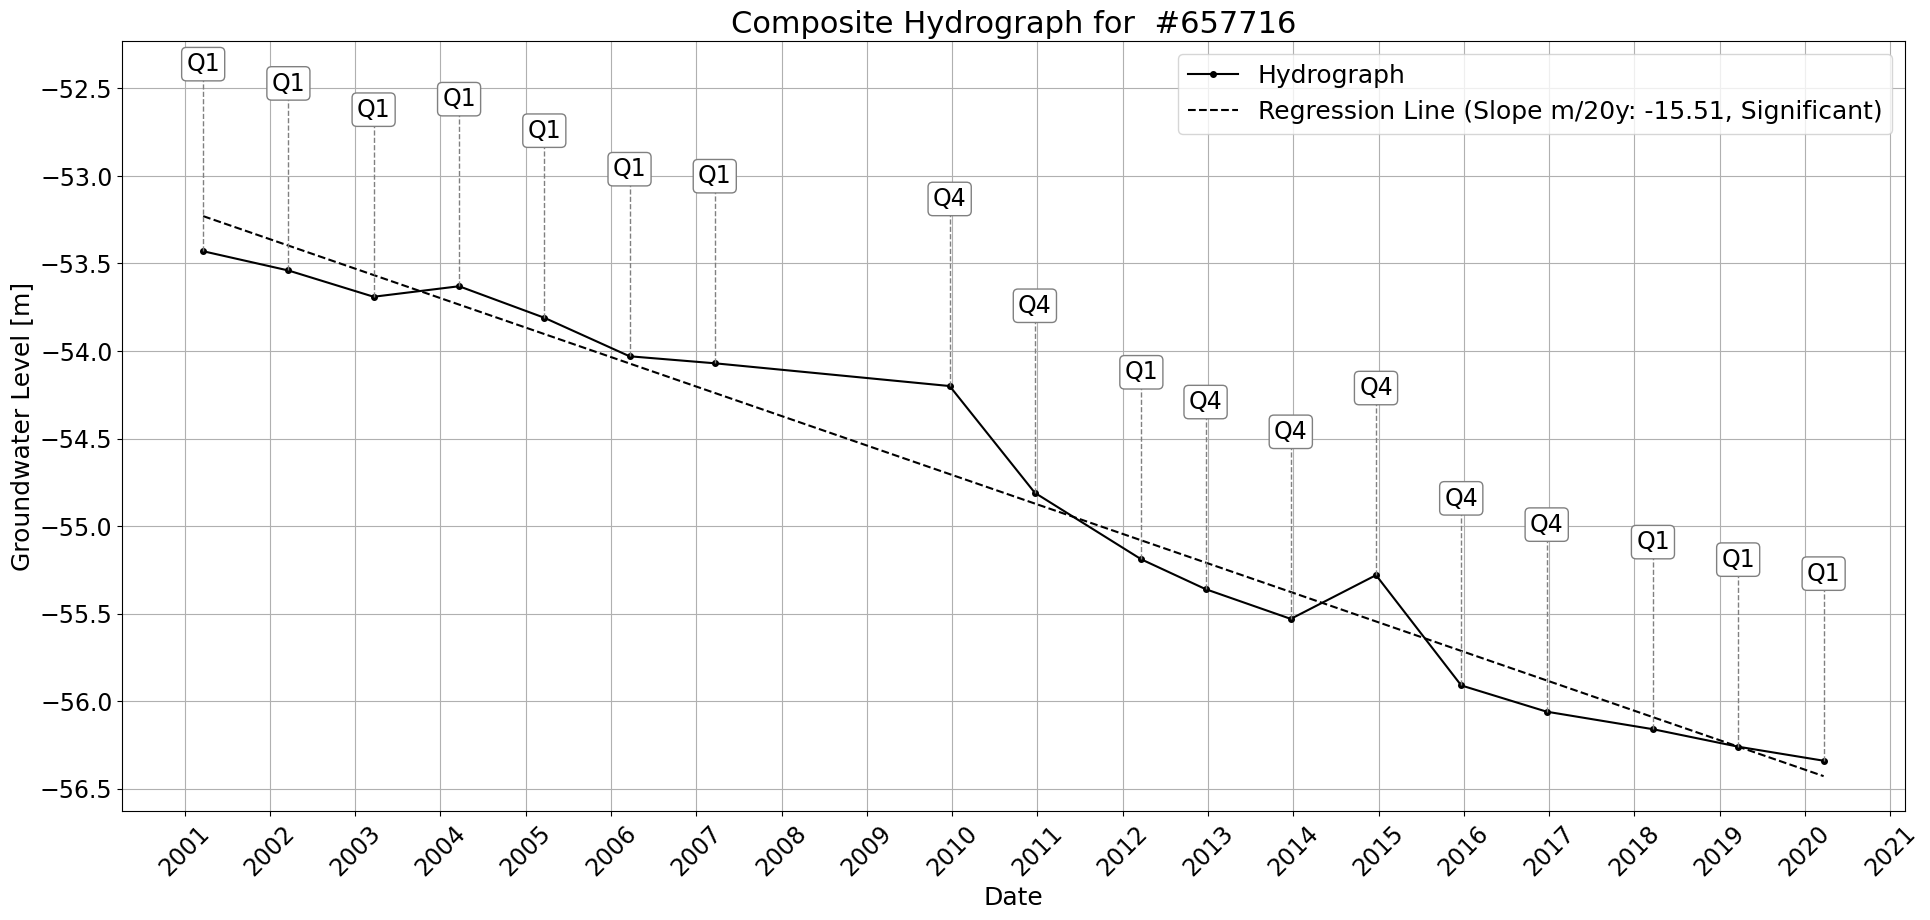 Composite Hydrograph for  #657716
Hydrograph
Regression Line (Slope m/20y: -15.51, Significant)
Q1
Q1
Q1
Q1
Q1
Q1
Q1
Q4
Q4
Q1
Q4
Q4
Q4
Q4
Q4
Q1
Q1
Q1
Groundwater Level [m]
−52.5
−53.0
−53.5
−54.0
−54.5
−55.0
−55.5
−56.0
−56.5
2001
2002
2003
2004
2005
2006
2007
2008
2009
2010
2011
2012
2013
2014
2015
2016
2017
2018
2019
2020
2021
Date